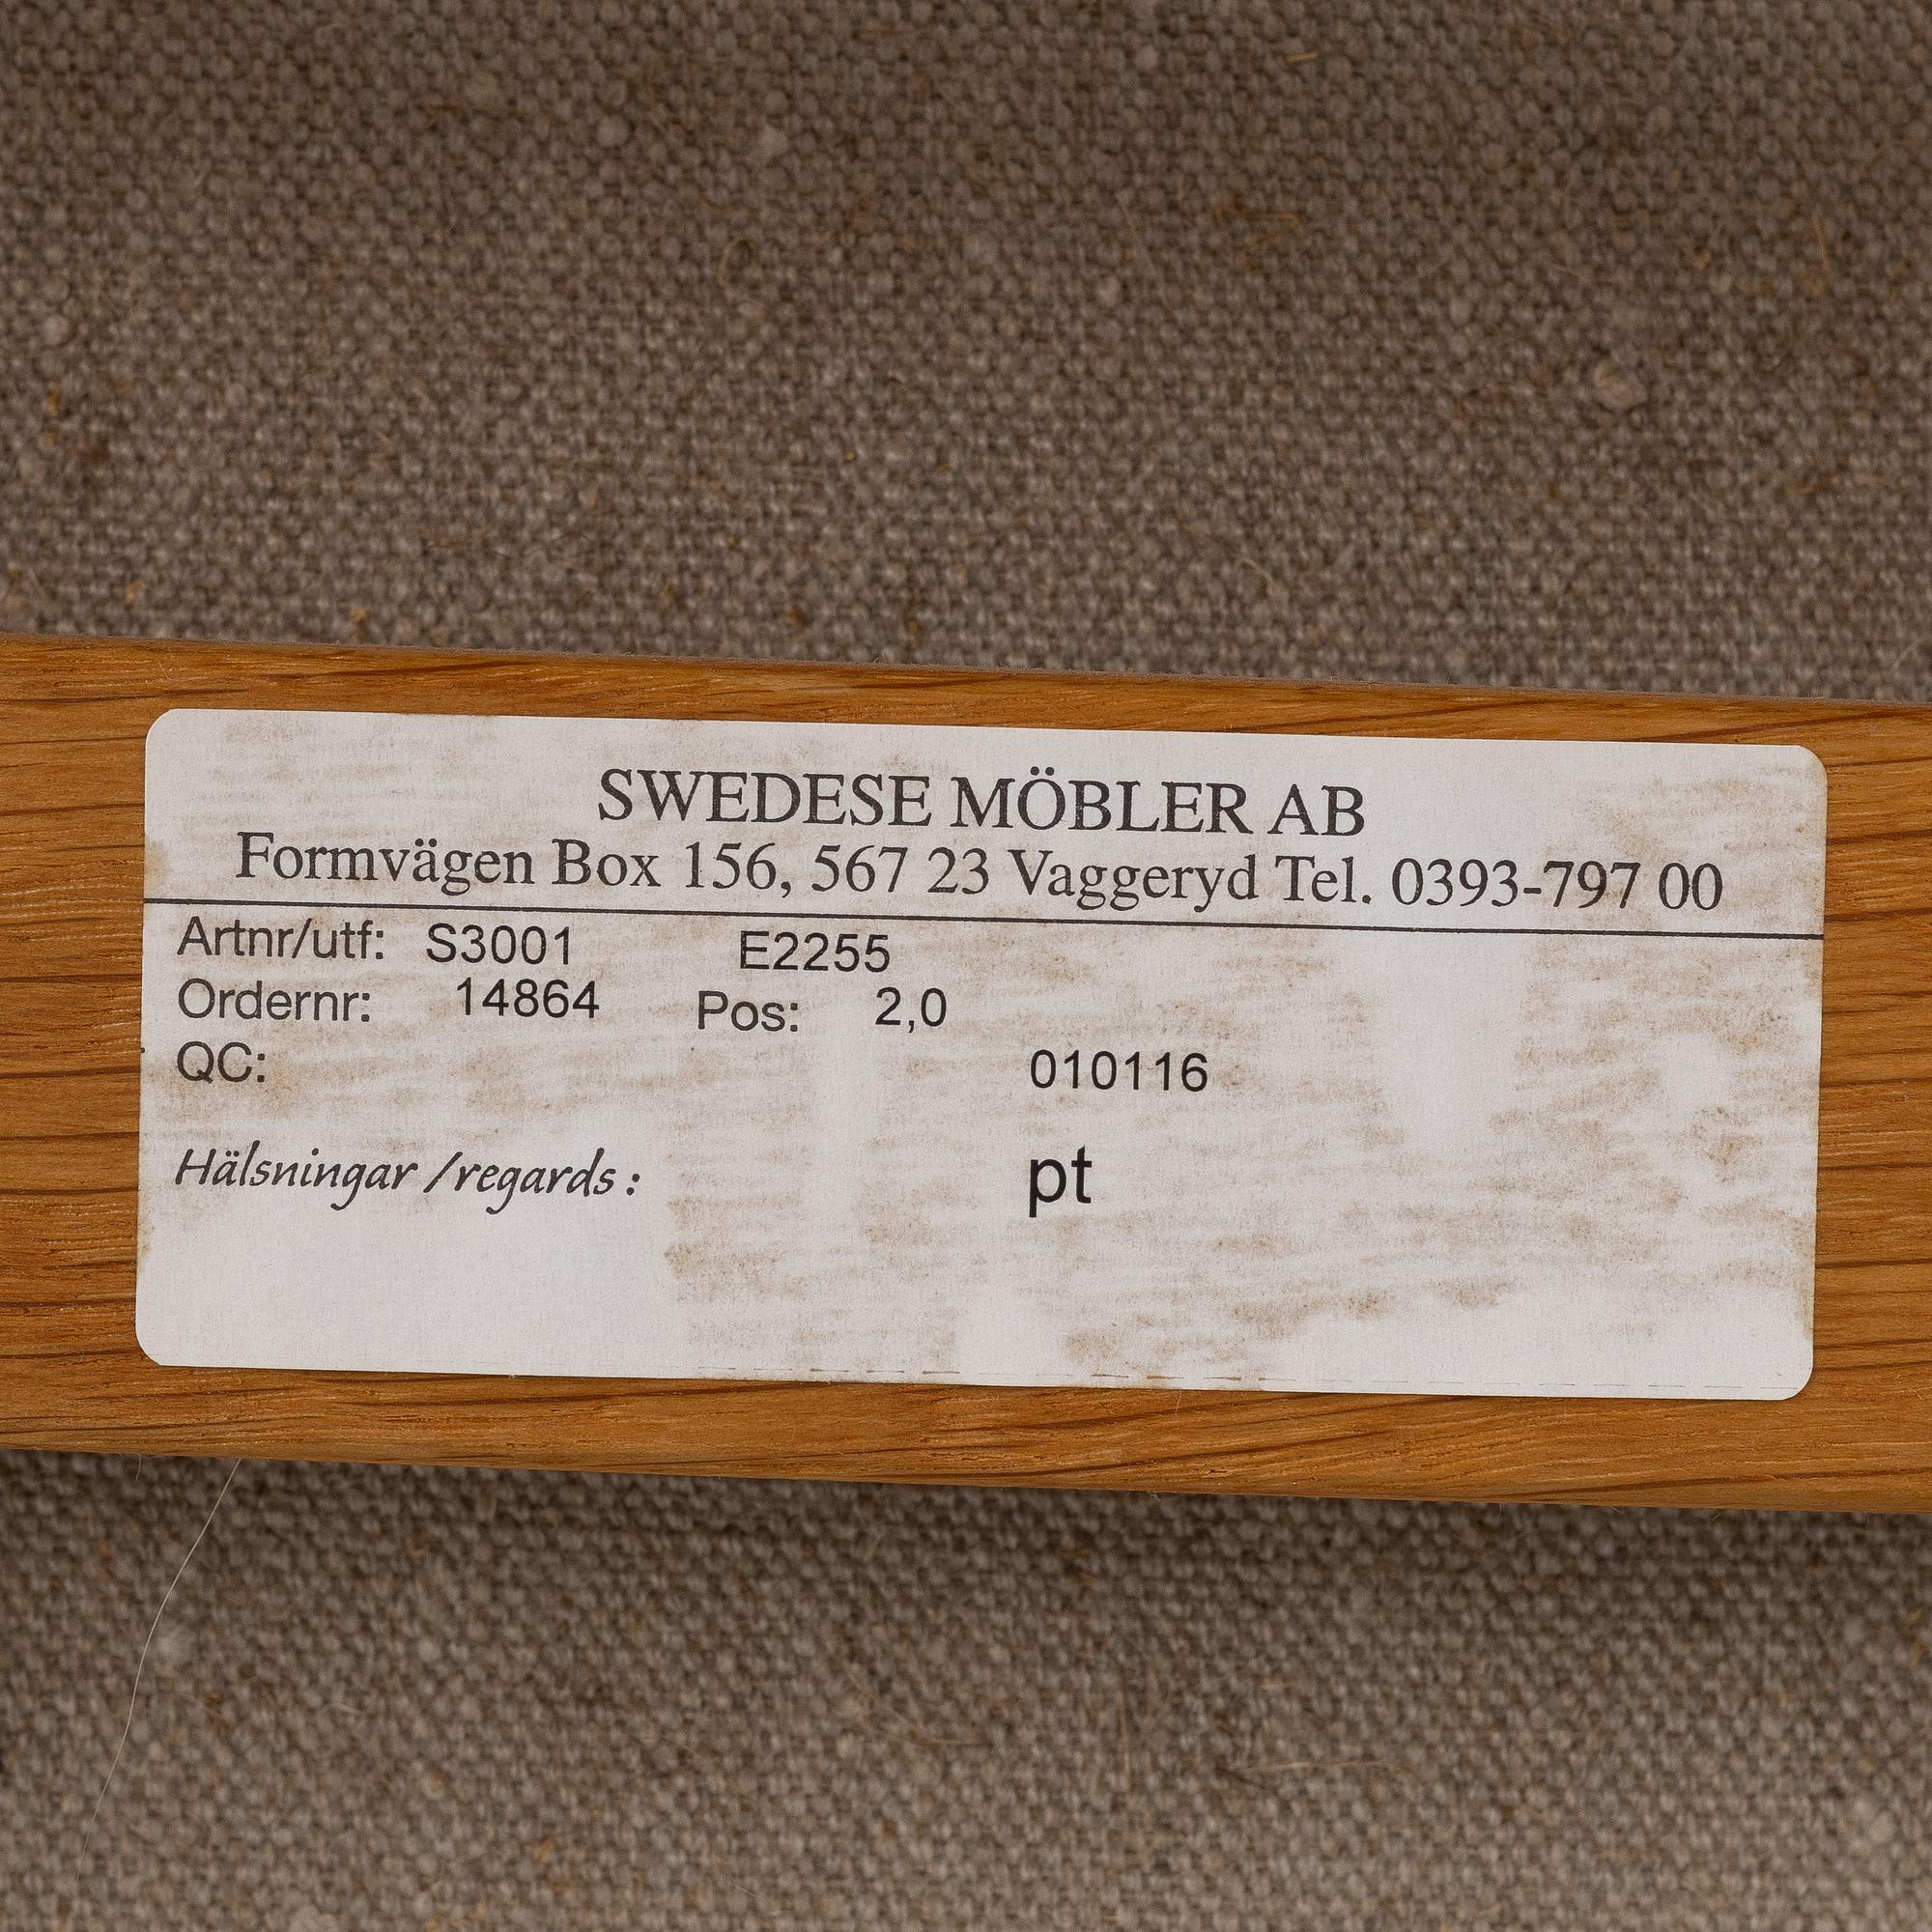 SWEDESE MÖBLER AB
Formvägen Box 156, 567 23 Vaggeryd Tel. 0393-797 00
Artnr/utf: S3001 E2255
Ordernr: 14864 Pos: 2,0
QC: 010116
Hälsningar /regards : pt